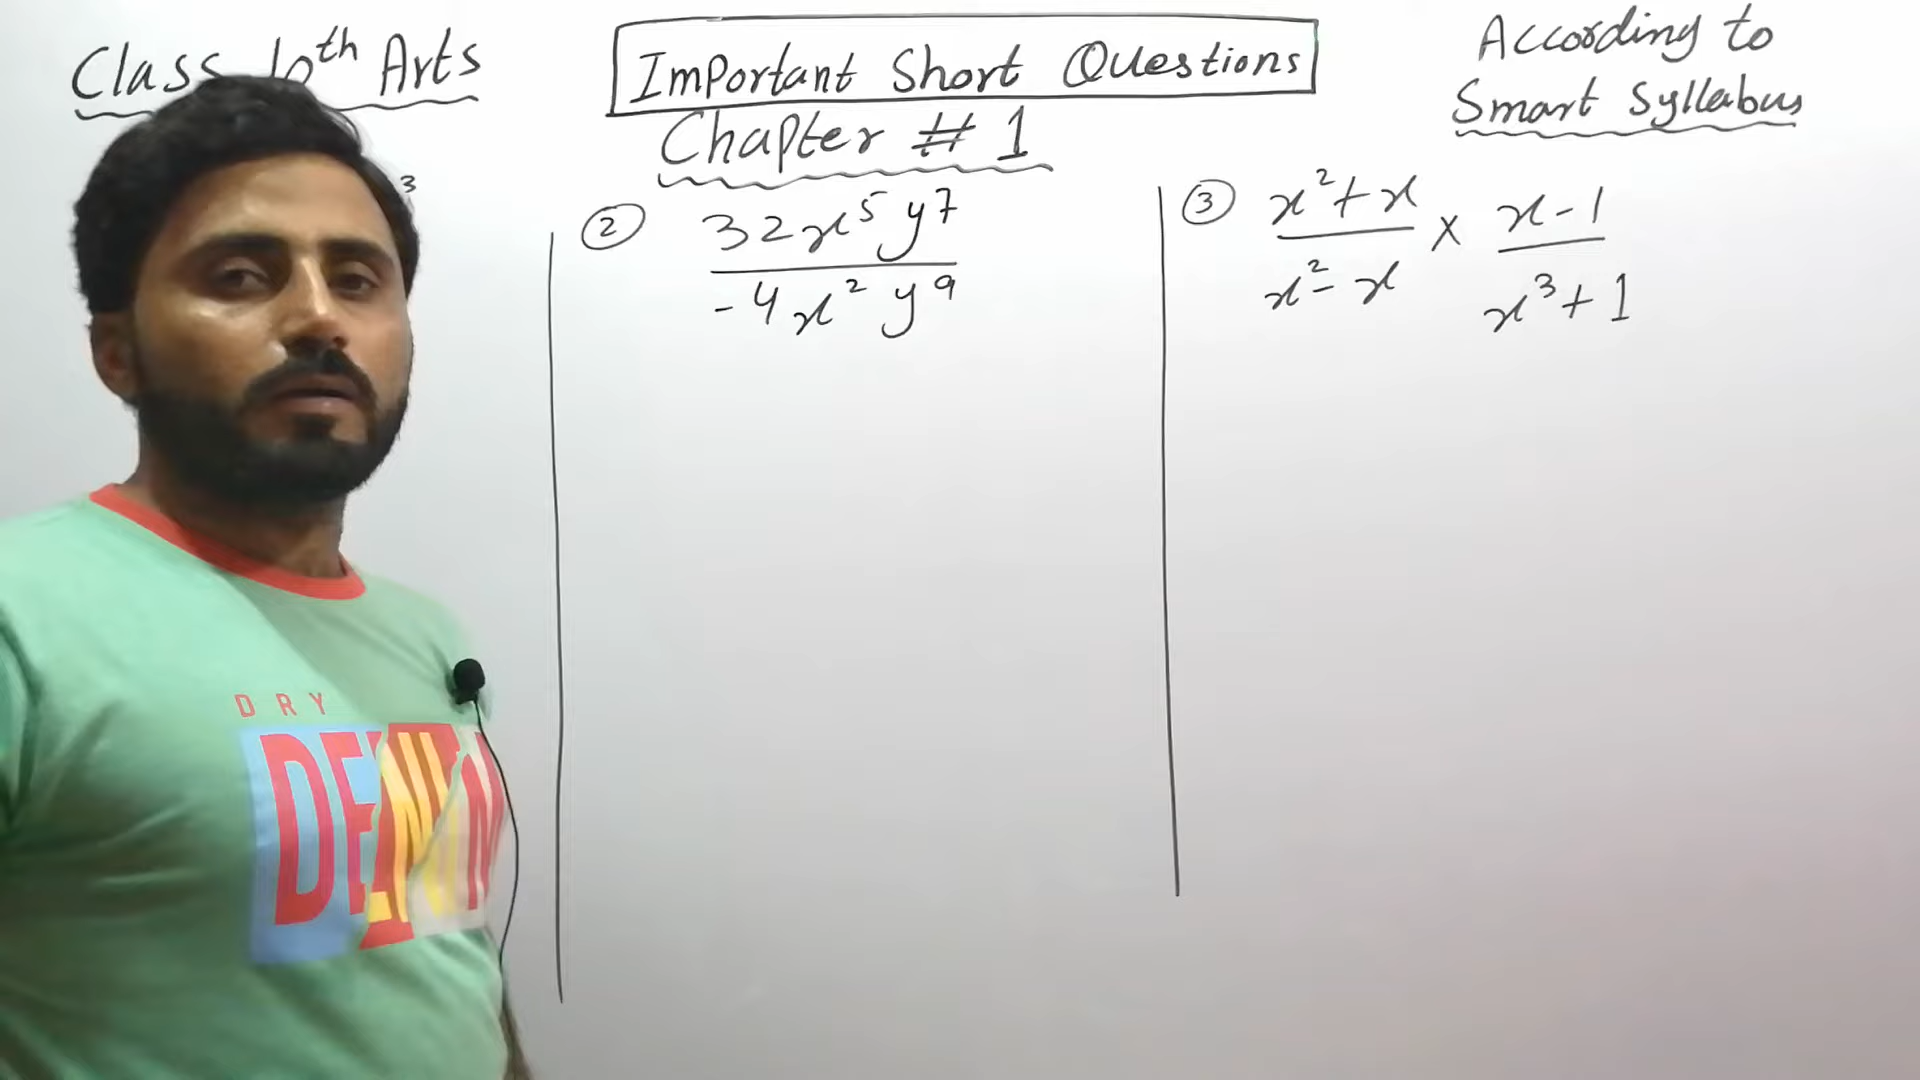 Class 10th Arts
Important Short Questions
According to
Smart Syllabus
Chapter # 1
3
② 32x⁵y⁷
-4x²y⁹
③ x²+x × x-1
x²-x x³+1
DRY